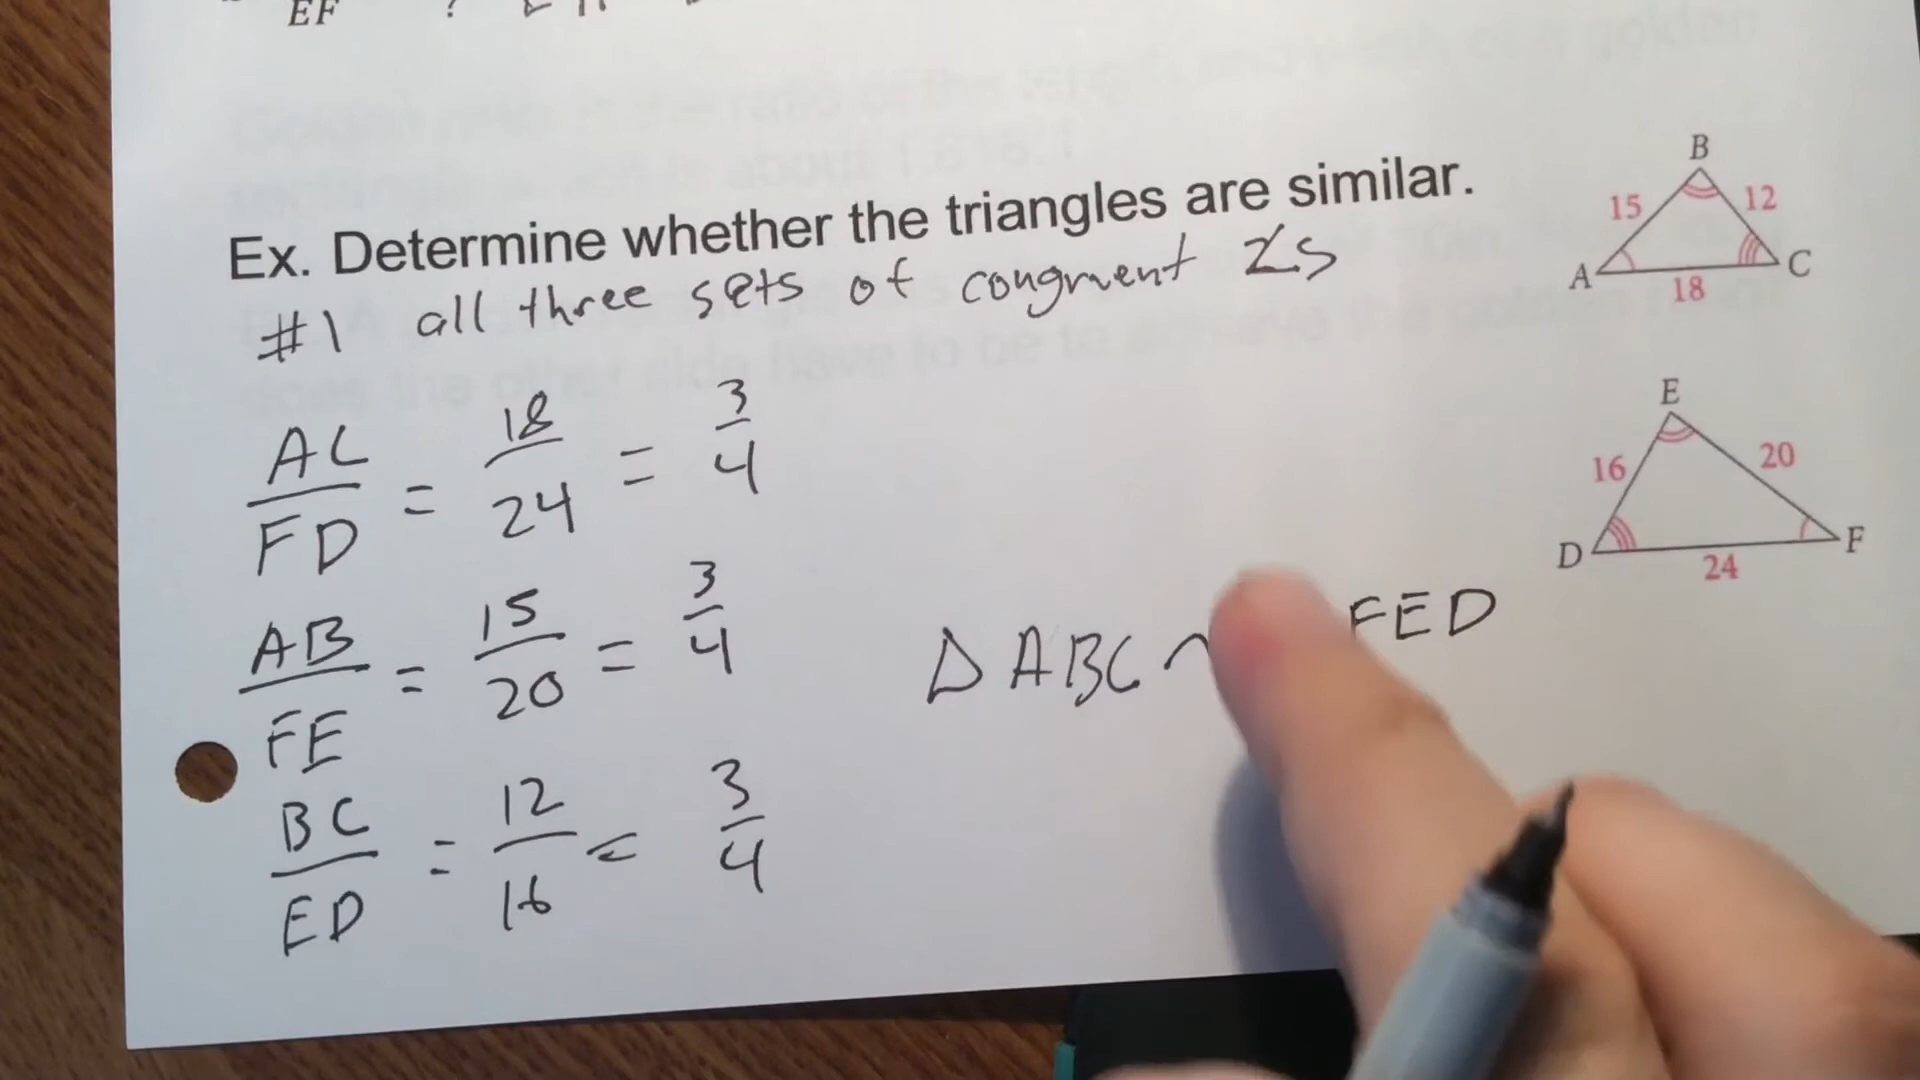 EF ?
Ex. Determine whether the triangles are similar.
#1 all three sets of congruent ∠s
AC/FD = 18/24 = 3/4
AB/FE = 15/20 = 3/4
BC/ED = 12/16 = 3/4
△ABC ~ FED
B
15 12
A C
18
E
16 20
D F
24